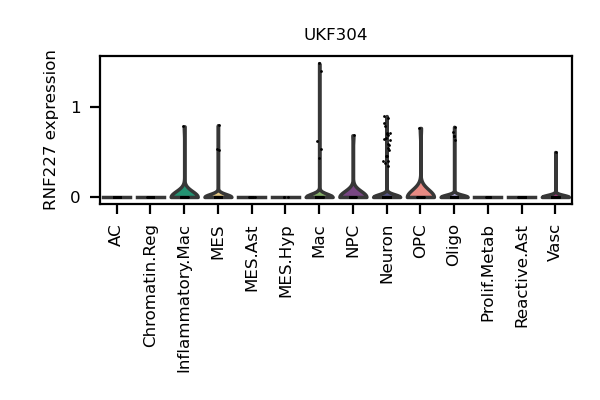 UKF304
RNF227 expression
1
0
AC
Chromatin.Reg
Inflammatory.Mac
MES
MES.Ast
MES.Hyp
Mac
NPC
Neuron
OPC
Oligo
Prolif.Metab
Reactive.Ast
Vasc